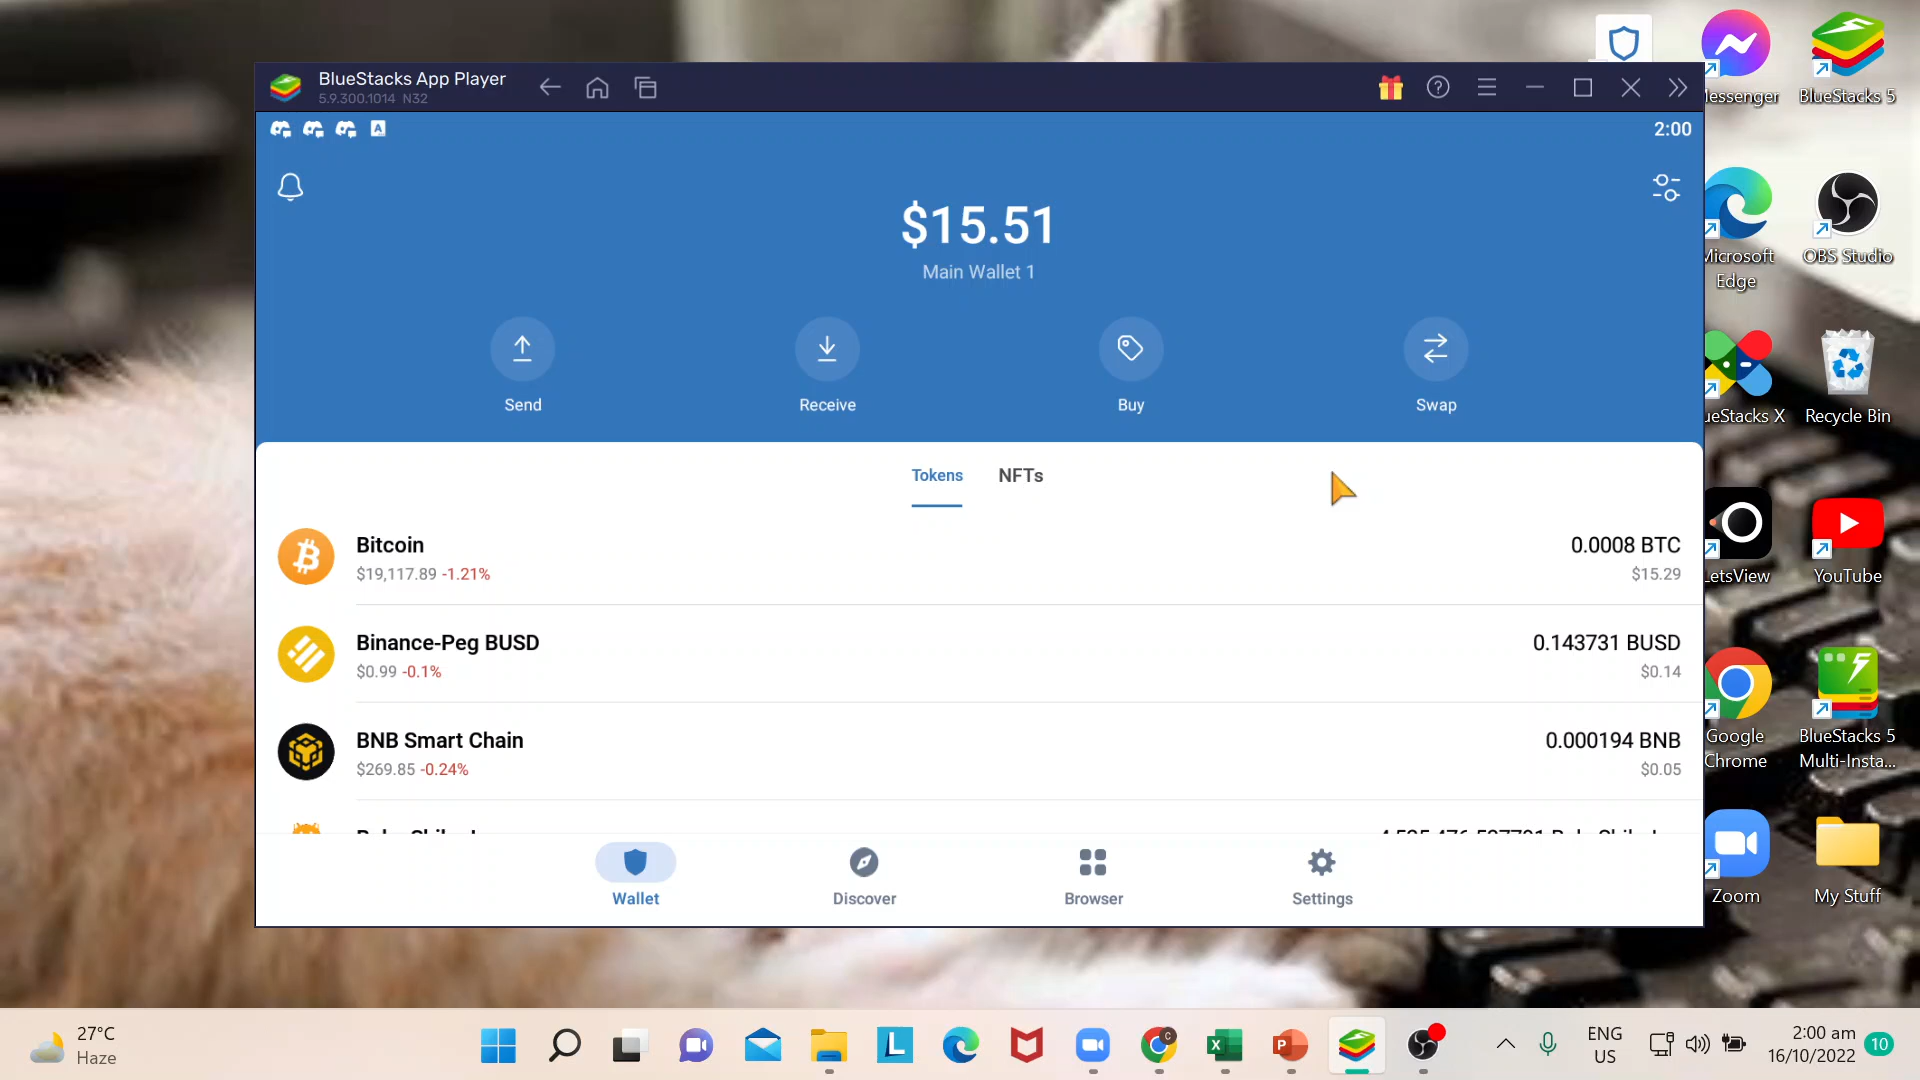 BlueStacks App Player
5.9.300.1014 N32
2:00
$15.51
Main Wallet 1
Send
Receive
Buy
Swap
Tokens
NFTs
Bitcoin
0.0008 BTC
$19,117.89 -1.21%
$15.29
Binance-Peg BUSD
0.143731 BUSD
$0.99 -0.1%
$0.14
BNB Smart Chain
0.000194 BNB
$269.85 -0.24%
$0.05
Wallet
Discover
Browser
Settings
essenger
BlueStacks 5
Microsoft
Edge
OBS Studio
ueStacks X
Recycle Bin
LetsView
YouTube
Google
Chrome
BlueStacks 5
Multi-Insta...
Zoom
My Stuff
27°C
Haze
ENG
US
2:00 am
16/10/2022
10